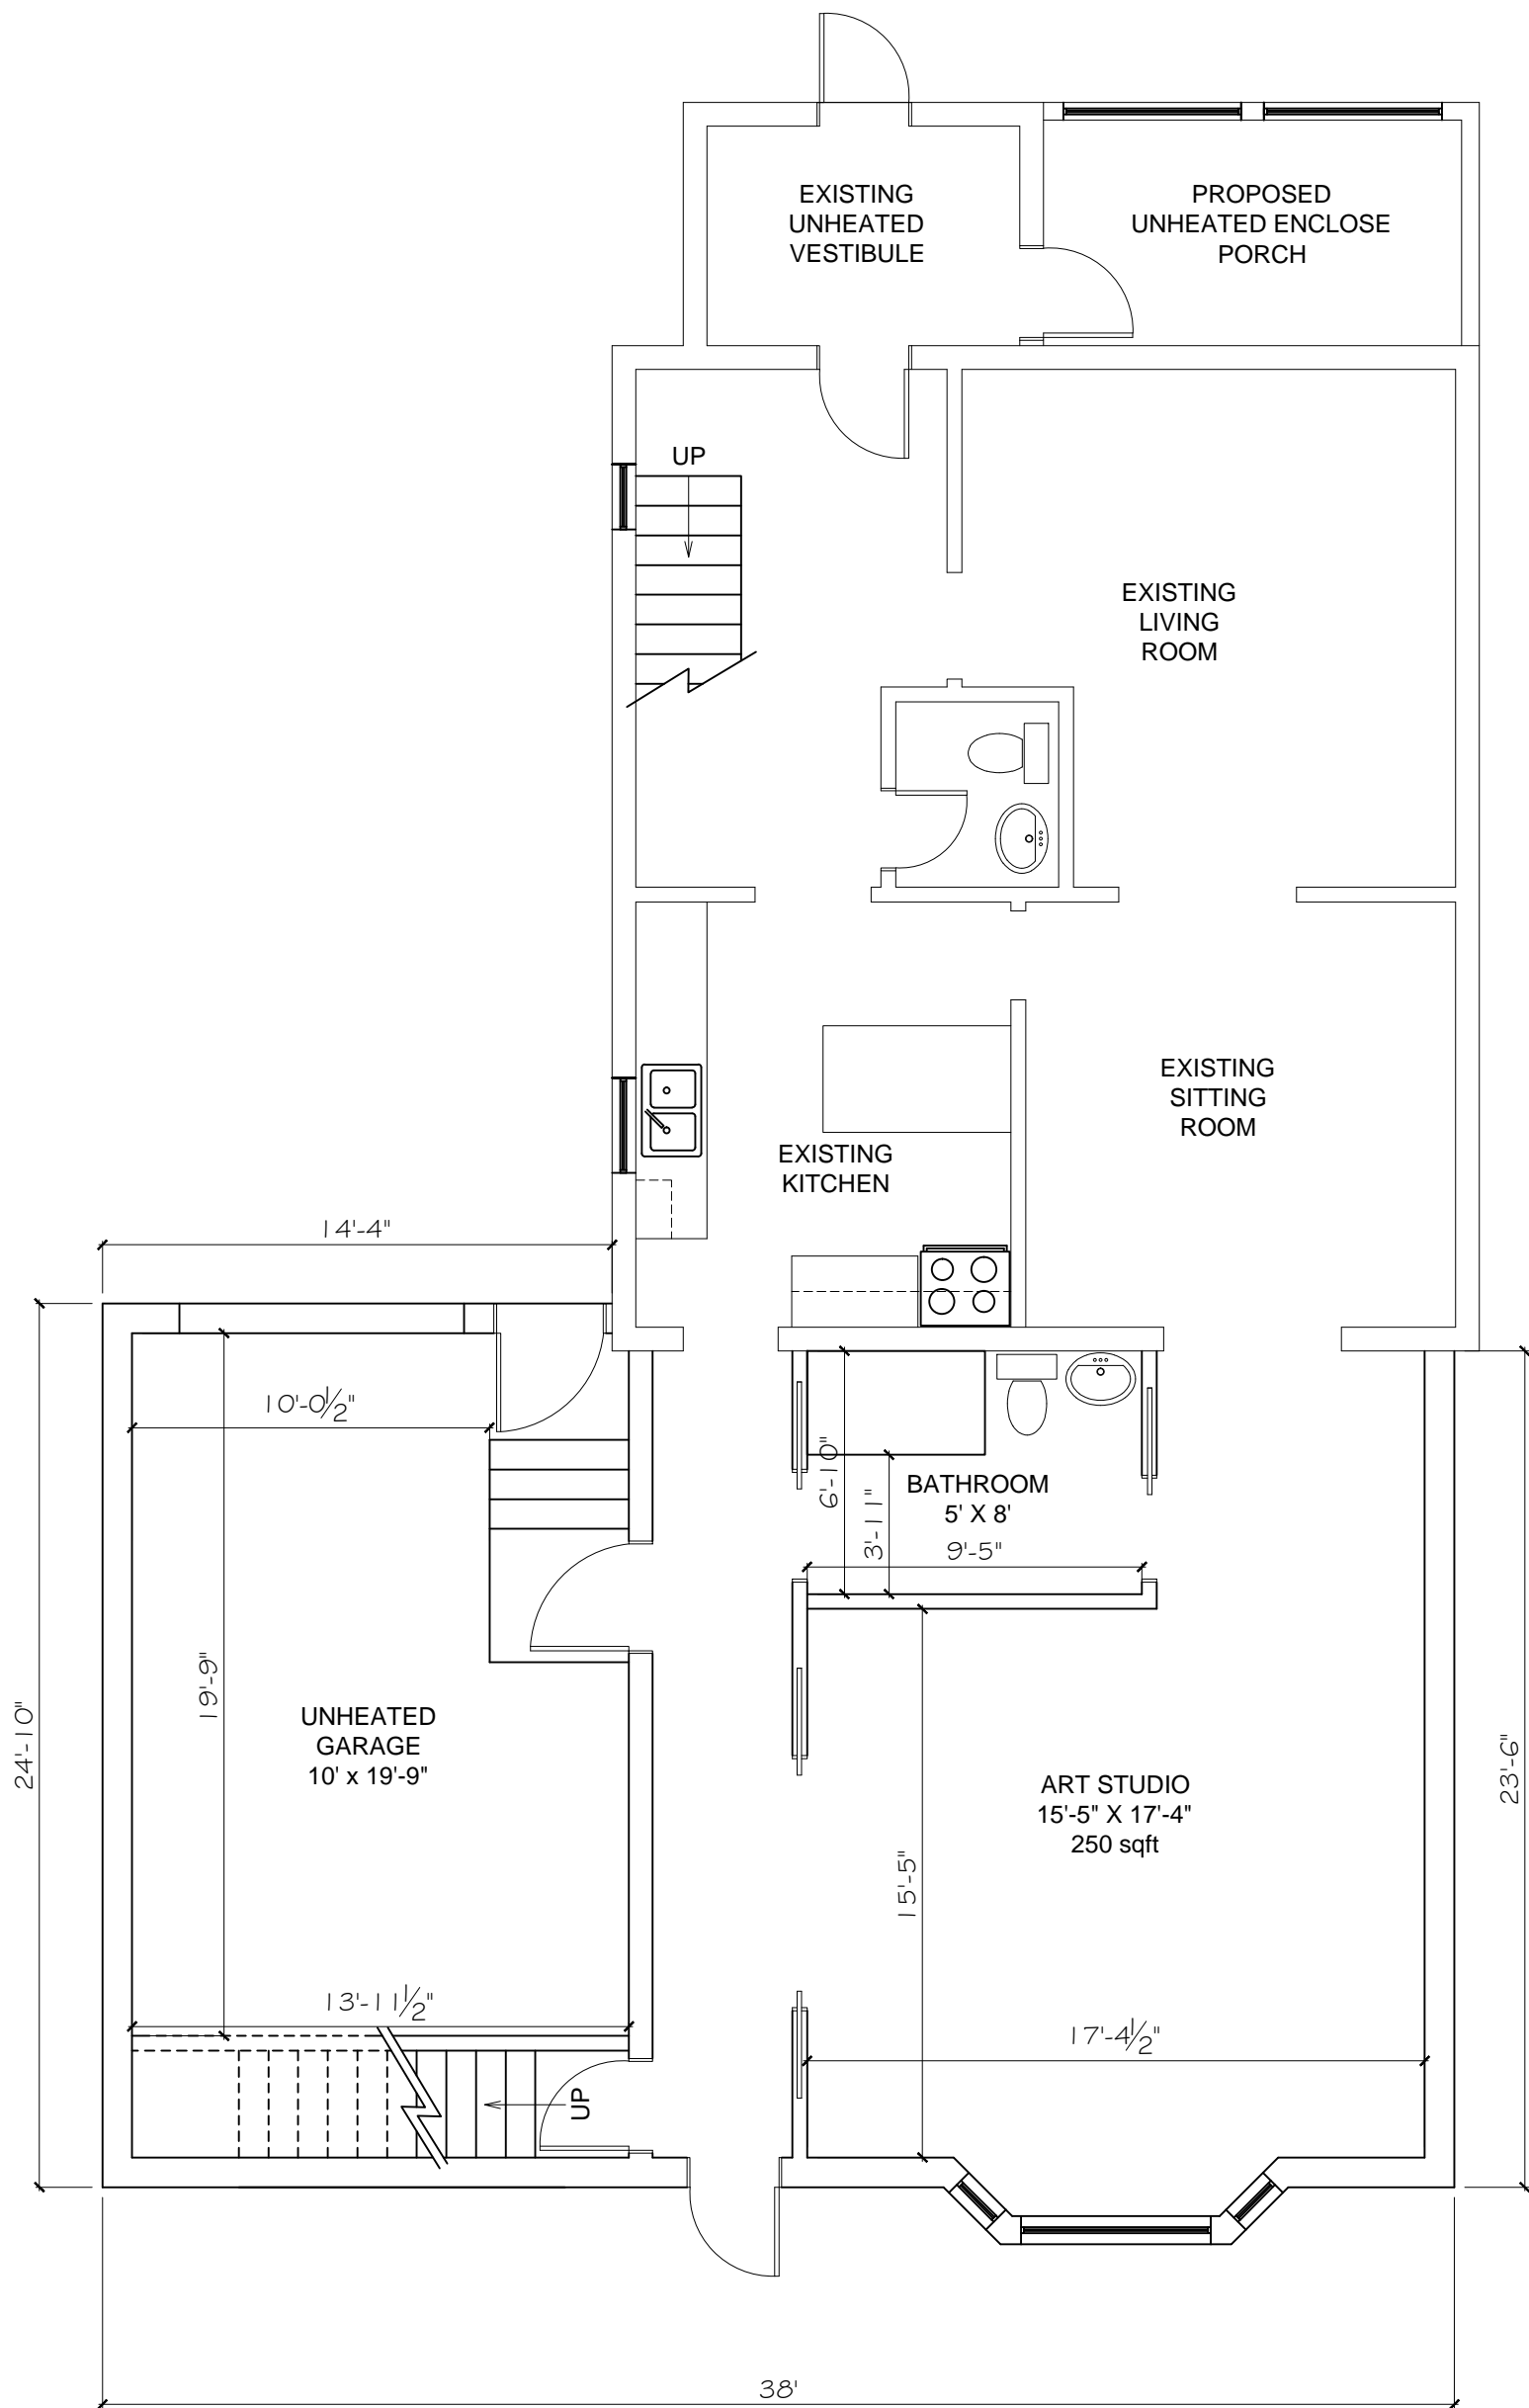 EXISTING
UNHEATED
VESTIBULE
PROPOSED
UNHEATED ENCLOSE
PORCH
UP
EXISTING
LIVING
ROOM
EXISTING
SITTING
ROOM
EXISTING
KITCHEN
14'-4"
10'-0½"
6'-10"
3'-11"
BATHROOM
5' X 8'
9'-5"
24'-10"
19'-9"
UNHEATED
GARAGE
10' x 19'-9"
23'-6"
ART STUDIO
15'-5" X 17'-4"
250 sqft
15'-5"
13'-11½"
17'-4½"
UP
38'